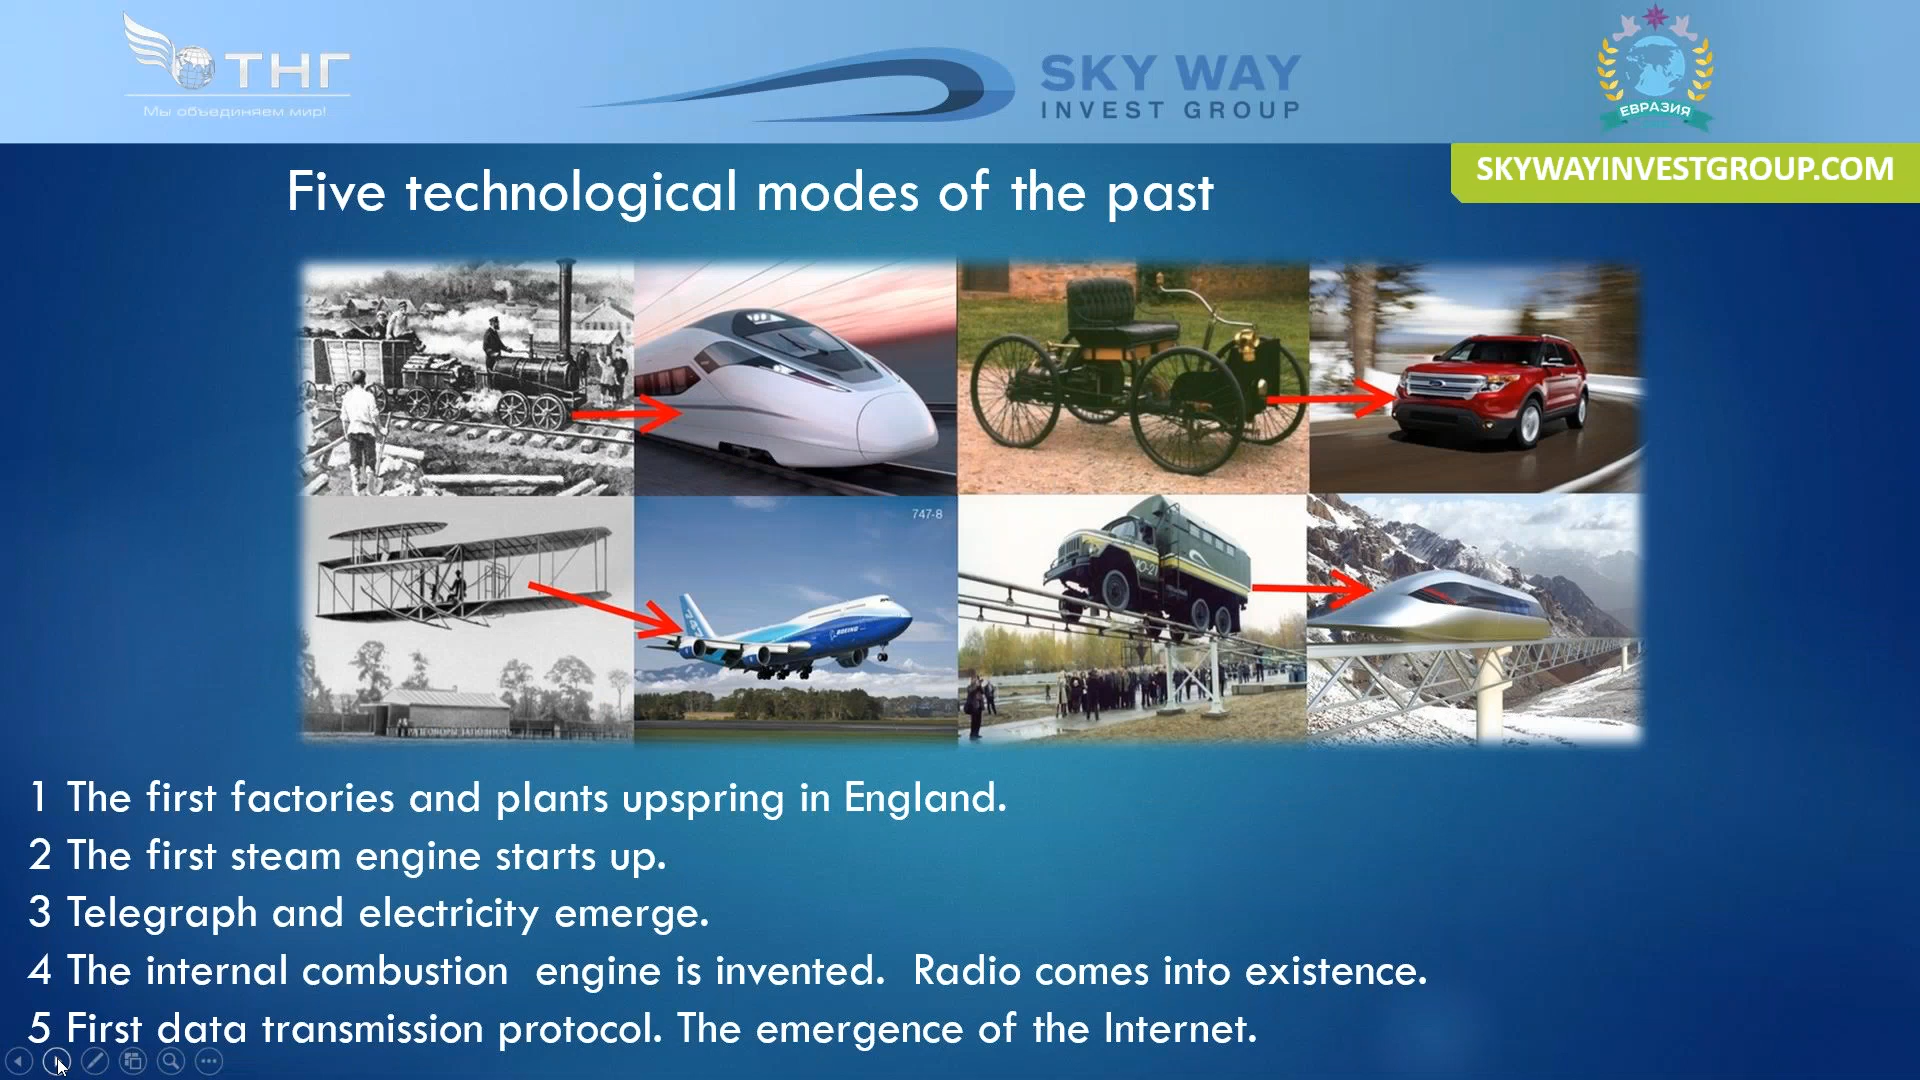 ТНГ
Мы объединяем мир!
SKY WAY
INVEST GROUP
ЕВРАЗИЯ
SKYWAYINVESTGROUP.COM
Five technological modes of the past
747-8
BOEING
Ю-21
1 The first factories and plants upspring in England.
2 The first steam engine starts up.
3 Telegraph and electricity emerge.
4 The internal combustion  engine is invented.  Radio comes into existence.
5 First data transmission protocol. The emergence of the Internet.